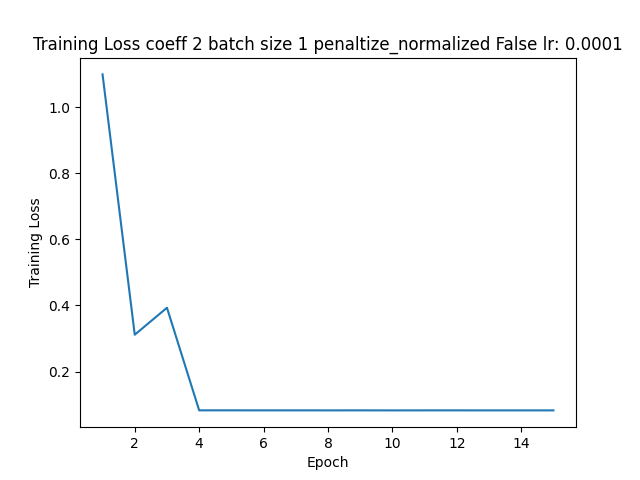 Training Loss coeff 2 batch size 1 penaltize_normalized False lr: 0.0001
1.0
0.8
0.6
0.4
0.2
Training Loss
2 4 6 8 10 12 14
Epoch